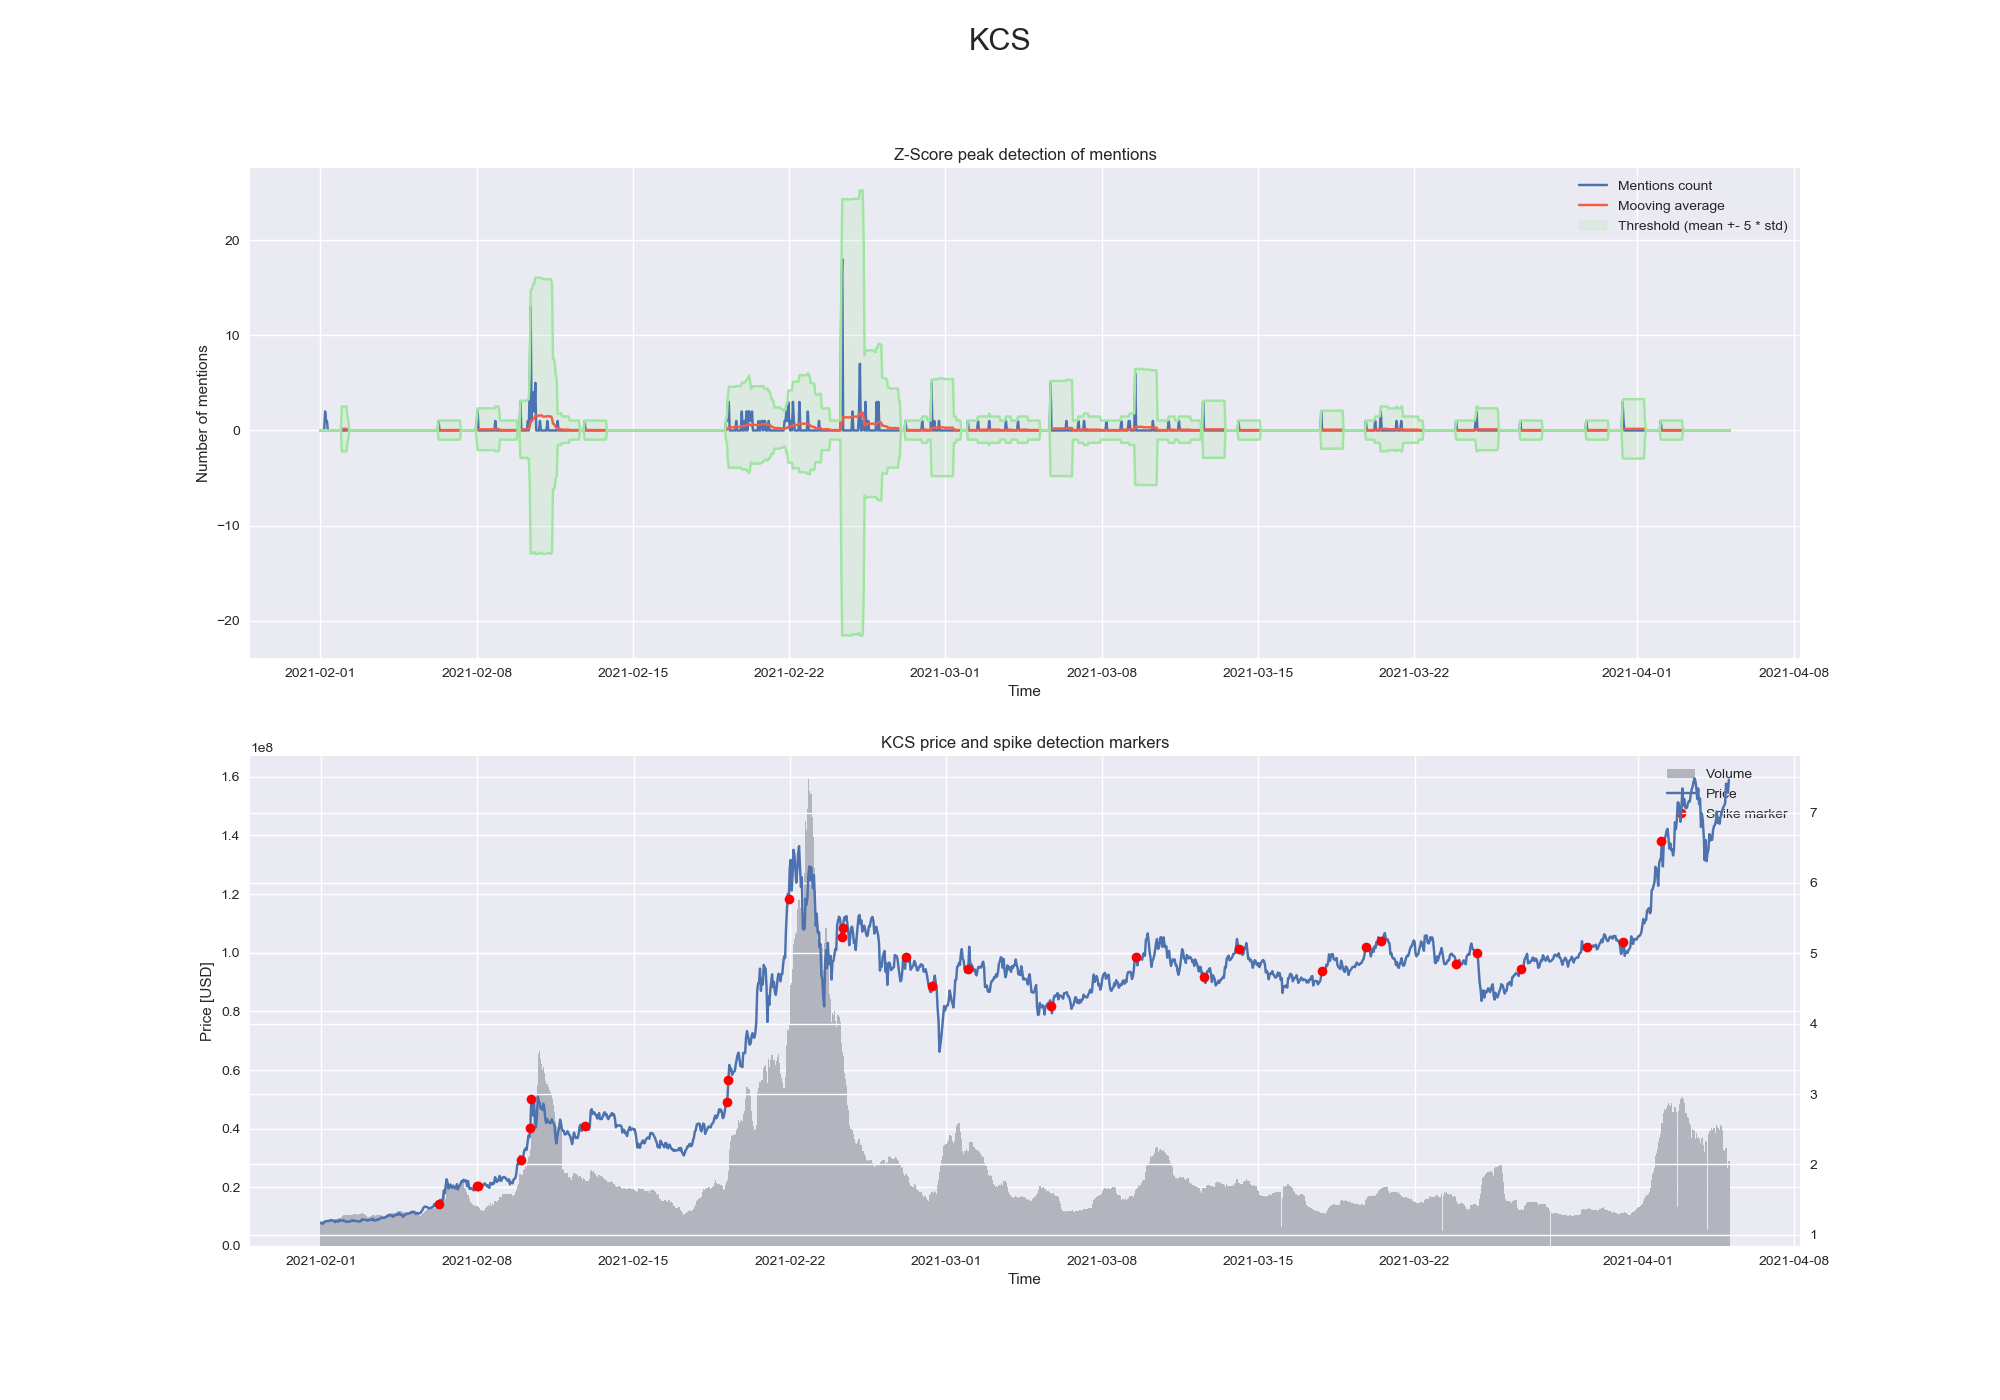 KCS
Z-Score peak detection of mentions
Mentions count
Mooving average
Threshold (mean +- 5 * std)
Number of mentions
20
10
0
−10
−20
2021-02-01 2021-02-08 2021-02-15 2021-02-22 2021-03-01 2021-03-08 2021-03-15 2021-03-22 2021-04-01 2021-04-08
Time
KCS price and spike detection markers
1e8
Volume
Price
Spike marker
Price [USD]
1.6
1.4
1.2
1.0
0.8
0.6
0.4
0.2
0.0
7
6
5
4
3
2
1
2021-02-01 2021-02-08 2021-02-15 2021-02-22 2021-03-01 2021-03-08 2021-03-15 2021-03-22 2021-04-01 2021-04-08
Time